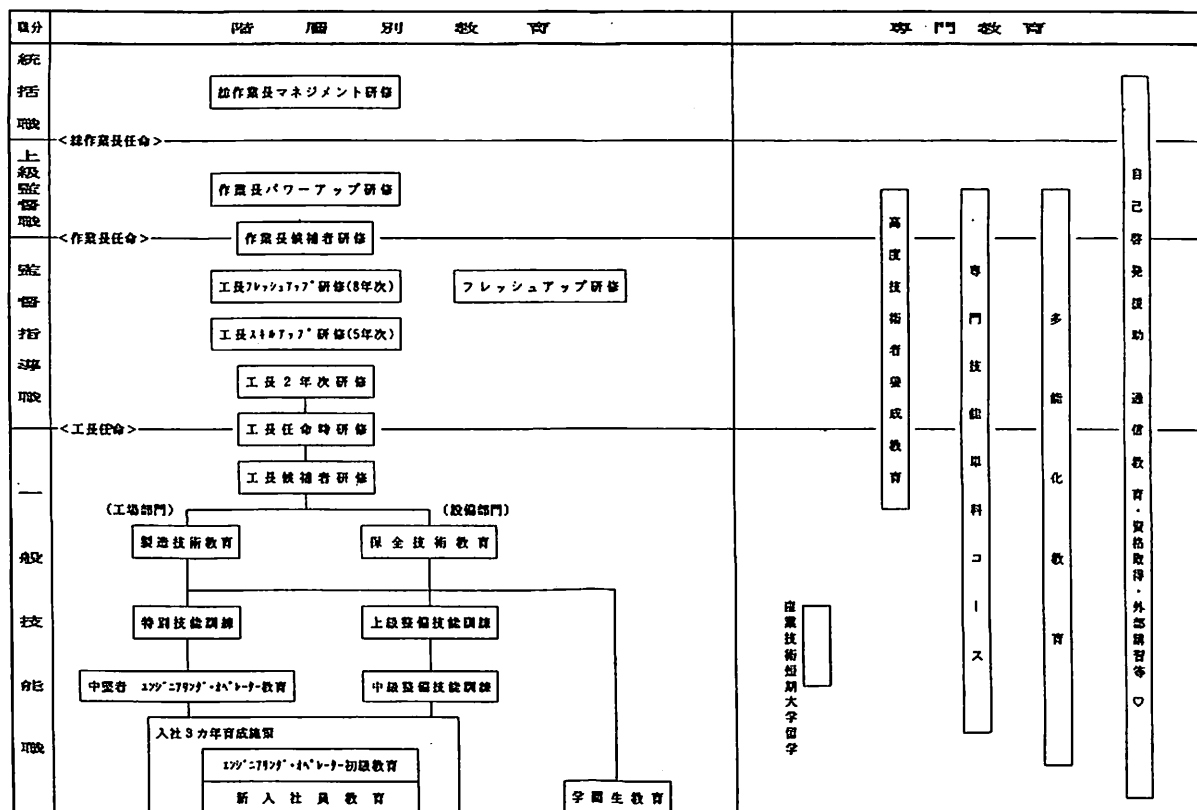 職分
階層別教育
専門教育
統括職
総作業長マネジメント研修
<総作業長任命>
上級監督職
作業長パワーアップ研修
<作業長任命>
作業長候補者研修
監督指導職
工長フレッシュアップ研修(8年次)
フレッシュアップ研修
工長スキルアップ研修(5年次)
工長2年次研修
<工長任命>
工長任命時研修
工長候補者研修
一般技能職
(工場部門)
(設備部門)
製造技術教育
保全技術教育
特別技能訓練
上級整備技能訓練
中堅者 エンジニアリング・オペレーター教育
中級整備技能訓練
入社3カ年育成施策
エンジニアリング・オペレーター初級教育
新入社員教育
学園生教育
産業技術短期大学留学
高度技術者養成教育
・専門技能単科コース
多能化教育
自己啓発援助 通信教育・資格取得・外部講習等